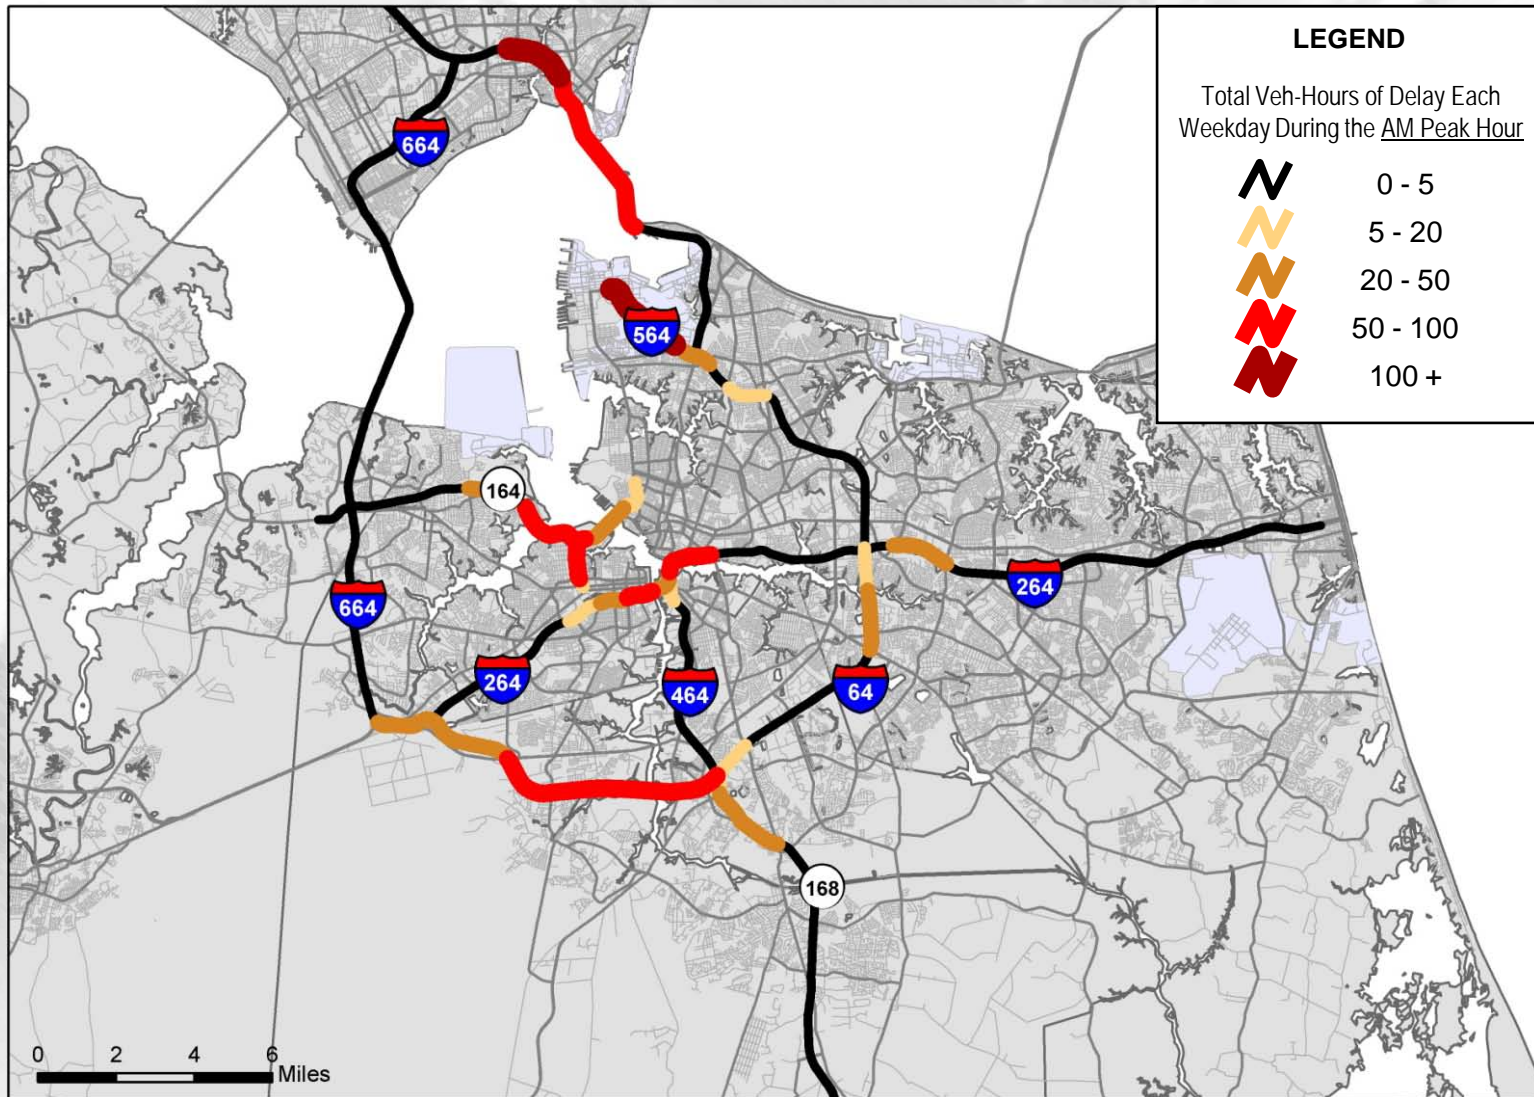 LEGEND
Total Veh-Hours of Delay Each
Weekday During the AM Peak Hour
0 - 5
5 - 20
20 - 50
50 - 100
100 +
664
564
164
664
264
264
464
64
168
0 2 4 6
Miles